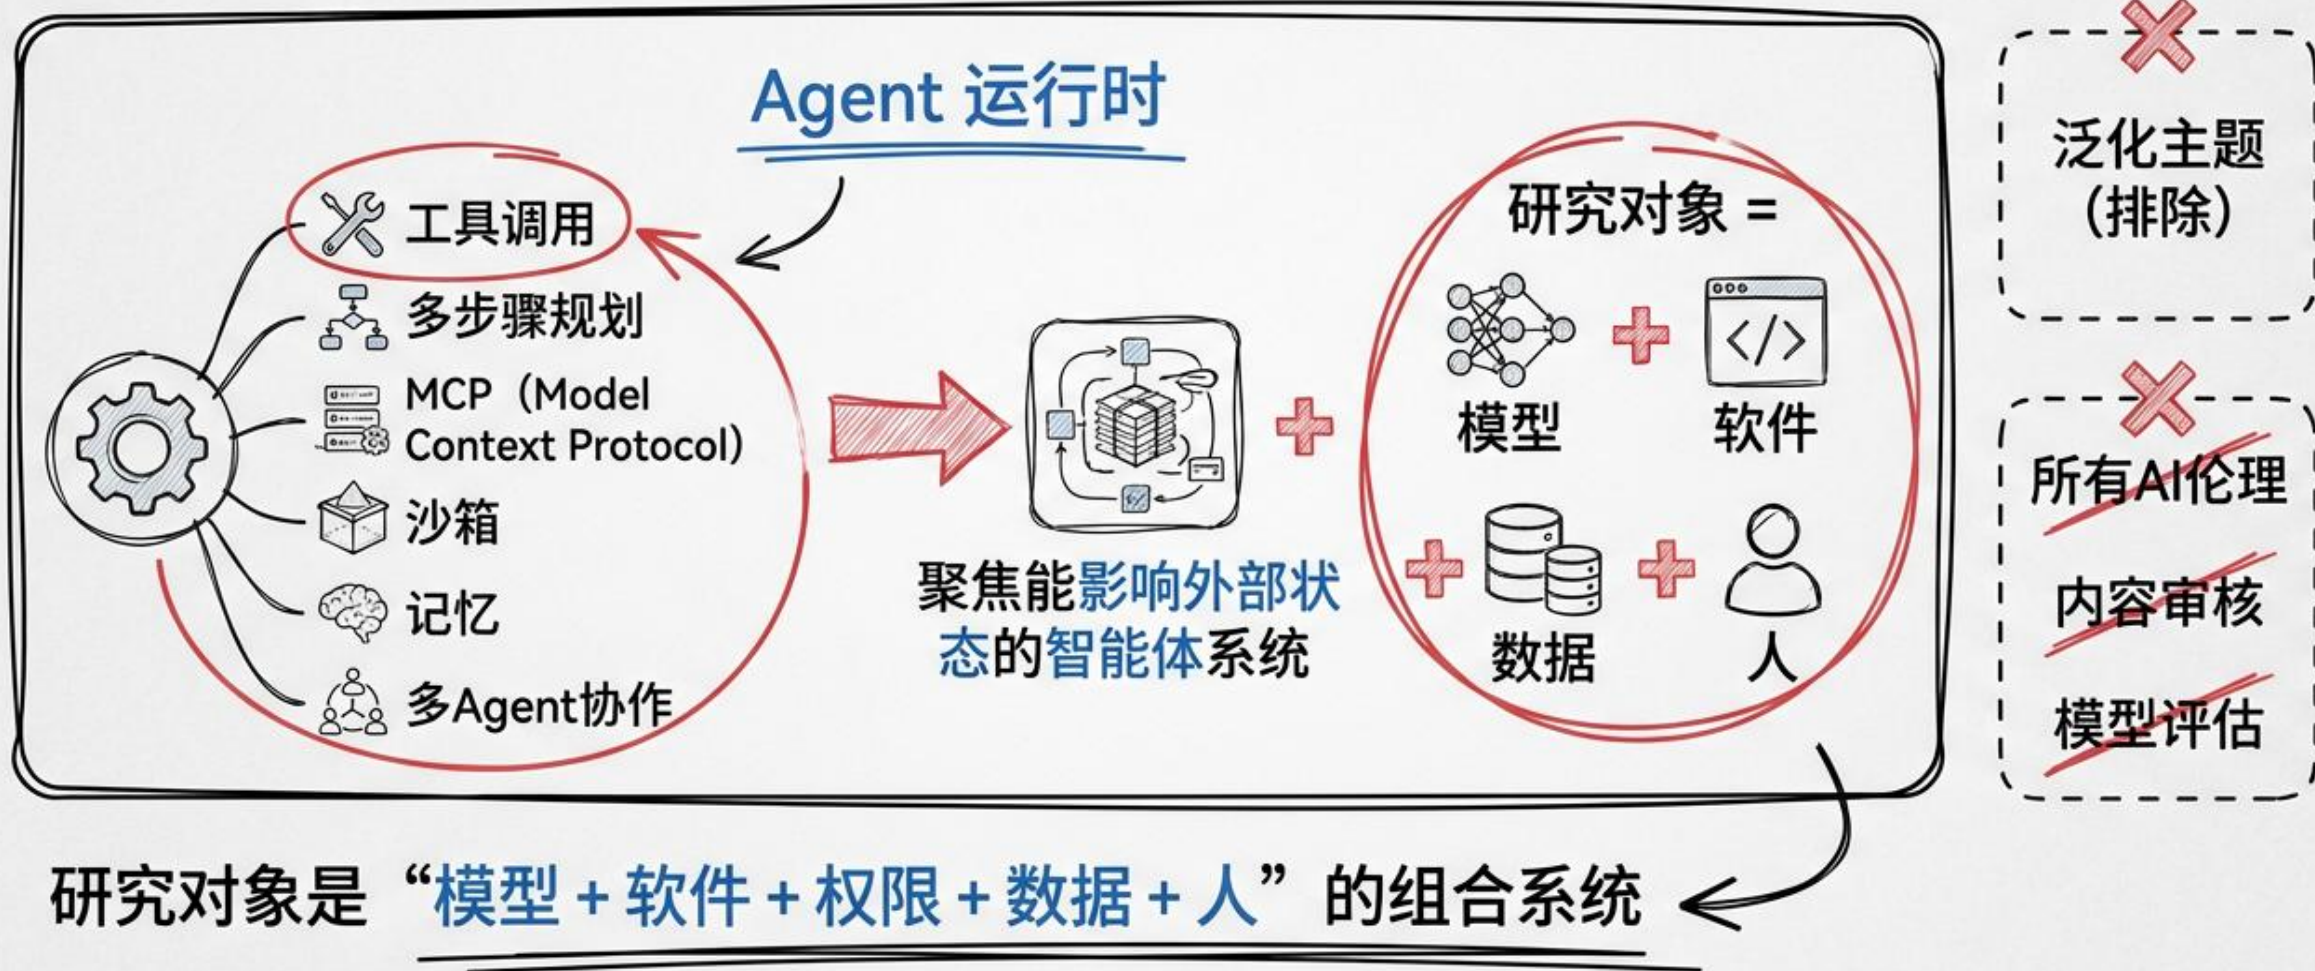 Agent 运行时
工具调用
多步骤规划
MCP（Model
Context Protocol）
沙箱
记忆
多Agent协作
聚焦能影响外部状
态的智能体系统
研究对象 =
模型
软件
数据
人
泛化主题
（排除）
所有AI伦理
内容审核
模型评估
研究对象是“模型 + 软件 + 权限 + 数据 + 人”的组合系统